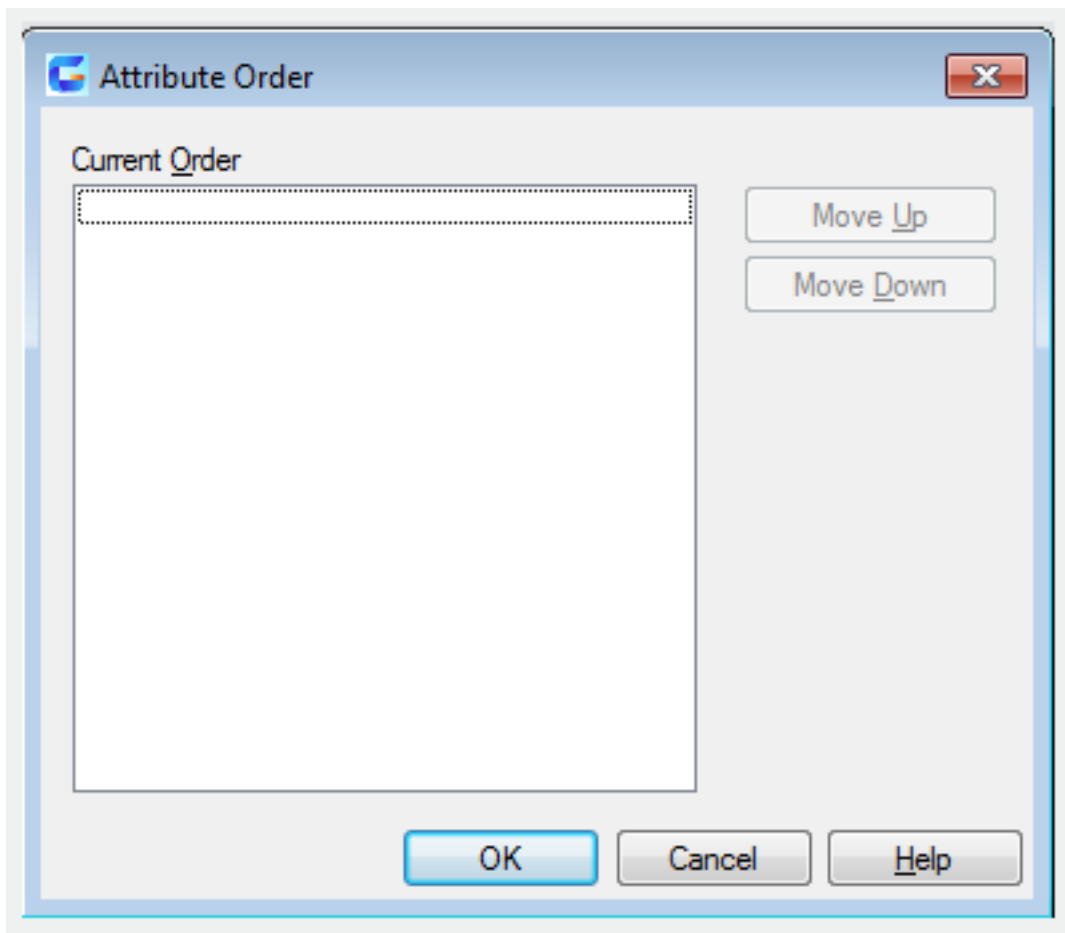 Attribute Order
Current Order
Move Up
Move Down
OK
Cancel
Help